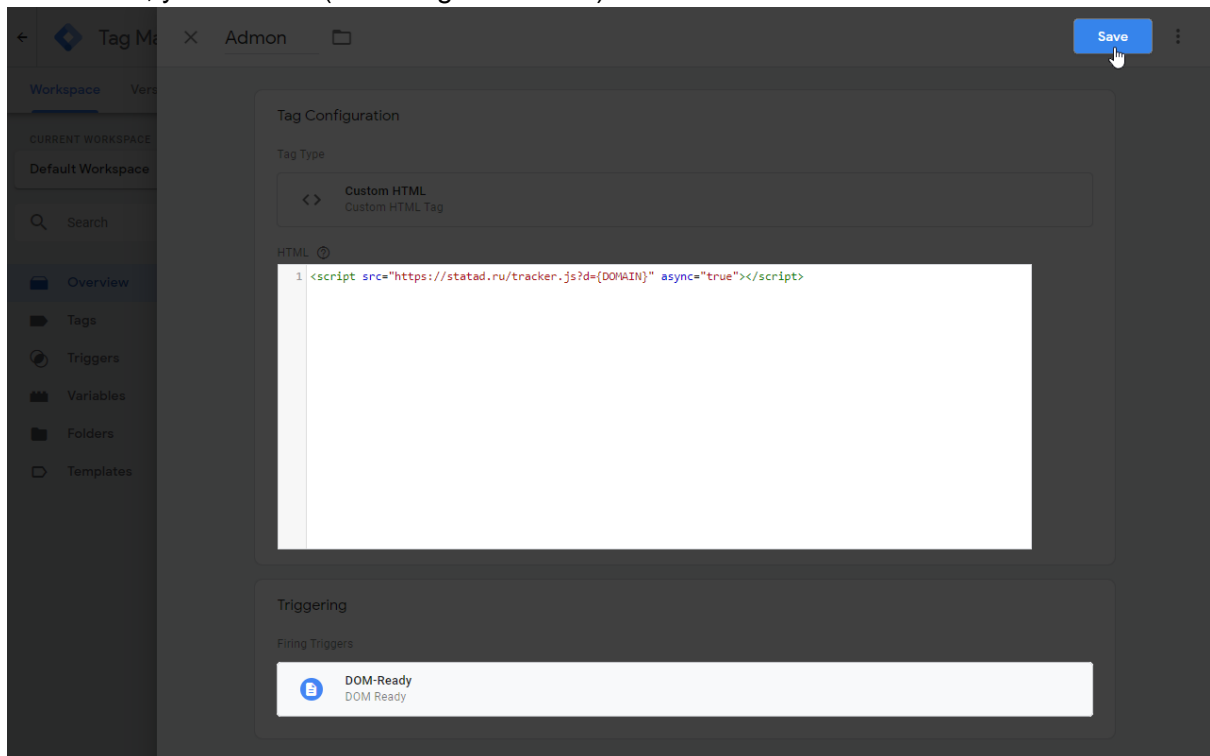 Tag Ma
Admon
Save
Workspace Vers
CURRENT WORKSPACE
Default Workspace
Search
Overview
Tags
Triggers
Variables
Folders
Templates
Tag Configuration
Tag Type
Custom HTML
Custom HTML Tag
HTML
1 <script src="https://statad.ru/tracker.js?d={DOMAIN}" async="true"></script>
Triggering
Firing Triggers
DOM-Ready
DOM Ready